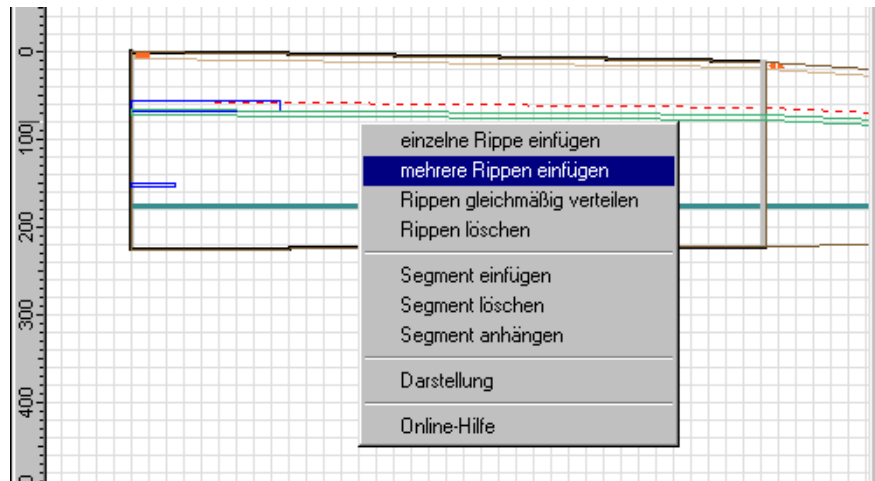 0
100
200
300
400
einzelne Rippe einfügen
mehrere Rippen einfügen
Rippen gleichmäßig verteilen
Rippen löschen
Segment einfügen
Segment löschen
Segment anhängen
Darstellung
Online-Hilfe